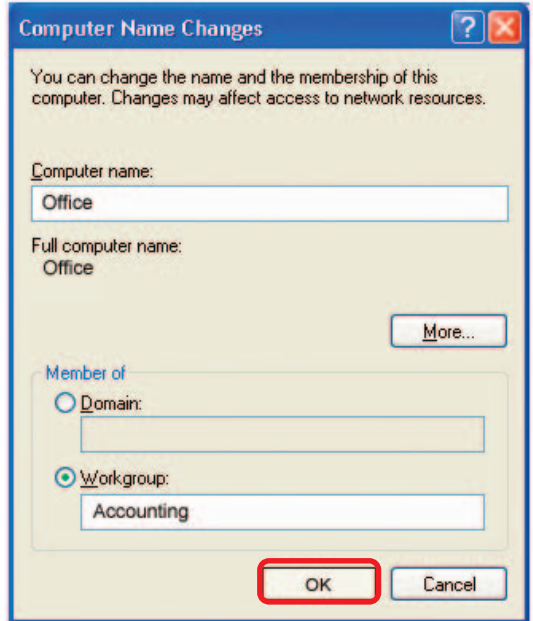 Computer Name Changes
You can change the name and the membership of this
computer. Changes may affect access to network resources.
Computer name:
Office
Full computer name:
Office
More...
Member of
Domain:
Workgroup:
Accounting
OK
Cancel